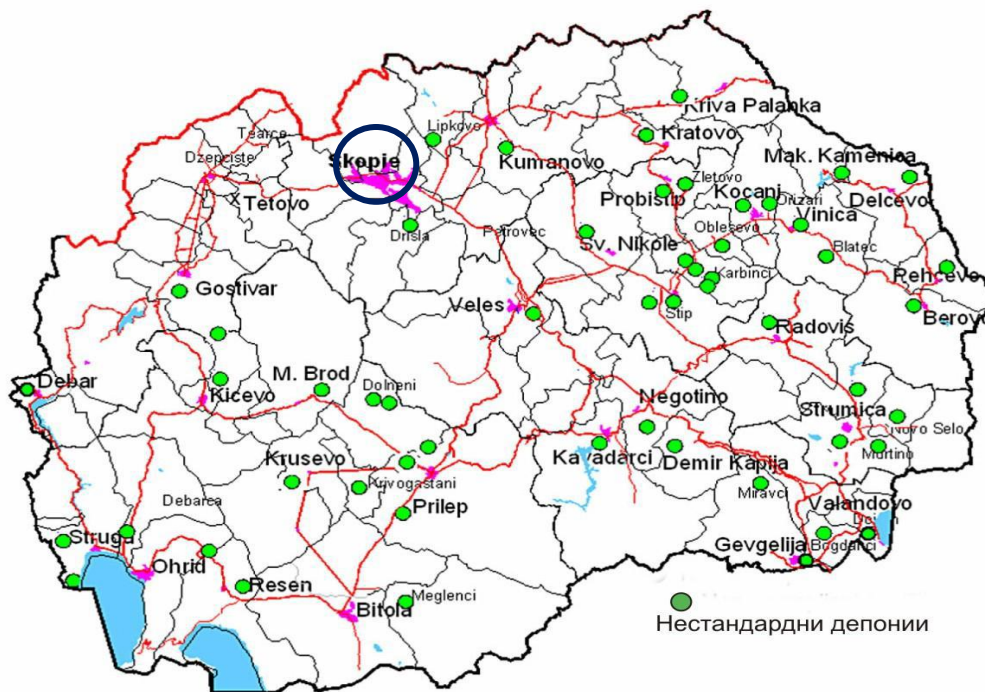 Kriva Palanka
Lipkovo
Tearce
Kratovo
Kumanovo
Dzepciste
Skopje
Mak. Kamenica
Zletovo
Kocani
Probistip
Tetovo
Orizari
Delcevo
Vinica
Drisla
Petrovec
Sv. Nikole
Oblesevo
Blatec
Karbinci
Pehcevo
Gostivar
Veles
Stip
Berovo
Radovis
M. Brod
Debar
Dolneni
Kicevo
Negotino
Strumica
Novo Selo
Murtino
Krusevo
Kavadarci
Demir Kapija
Krivogastani
Miravci
Debarca
Prilep
Valandovo
Struga
Gevgelija
Bogdanci
Ohrid
Resen
Meglenci
Bitola
Нестандардни депонии